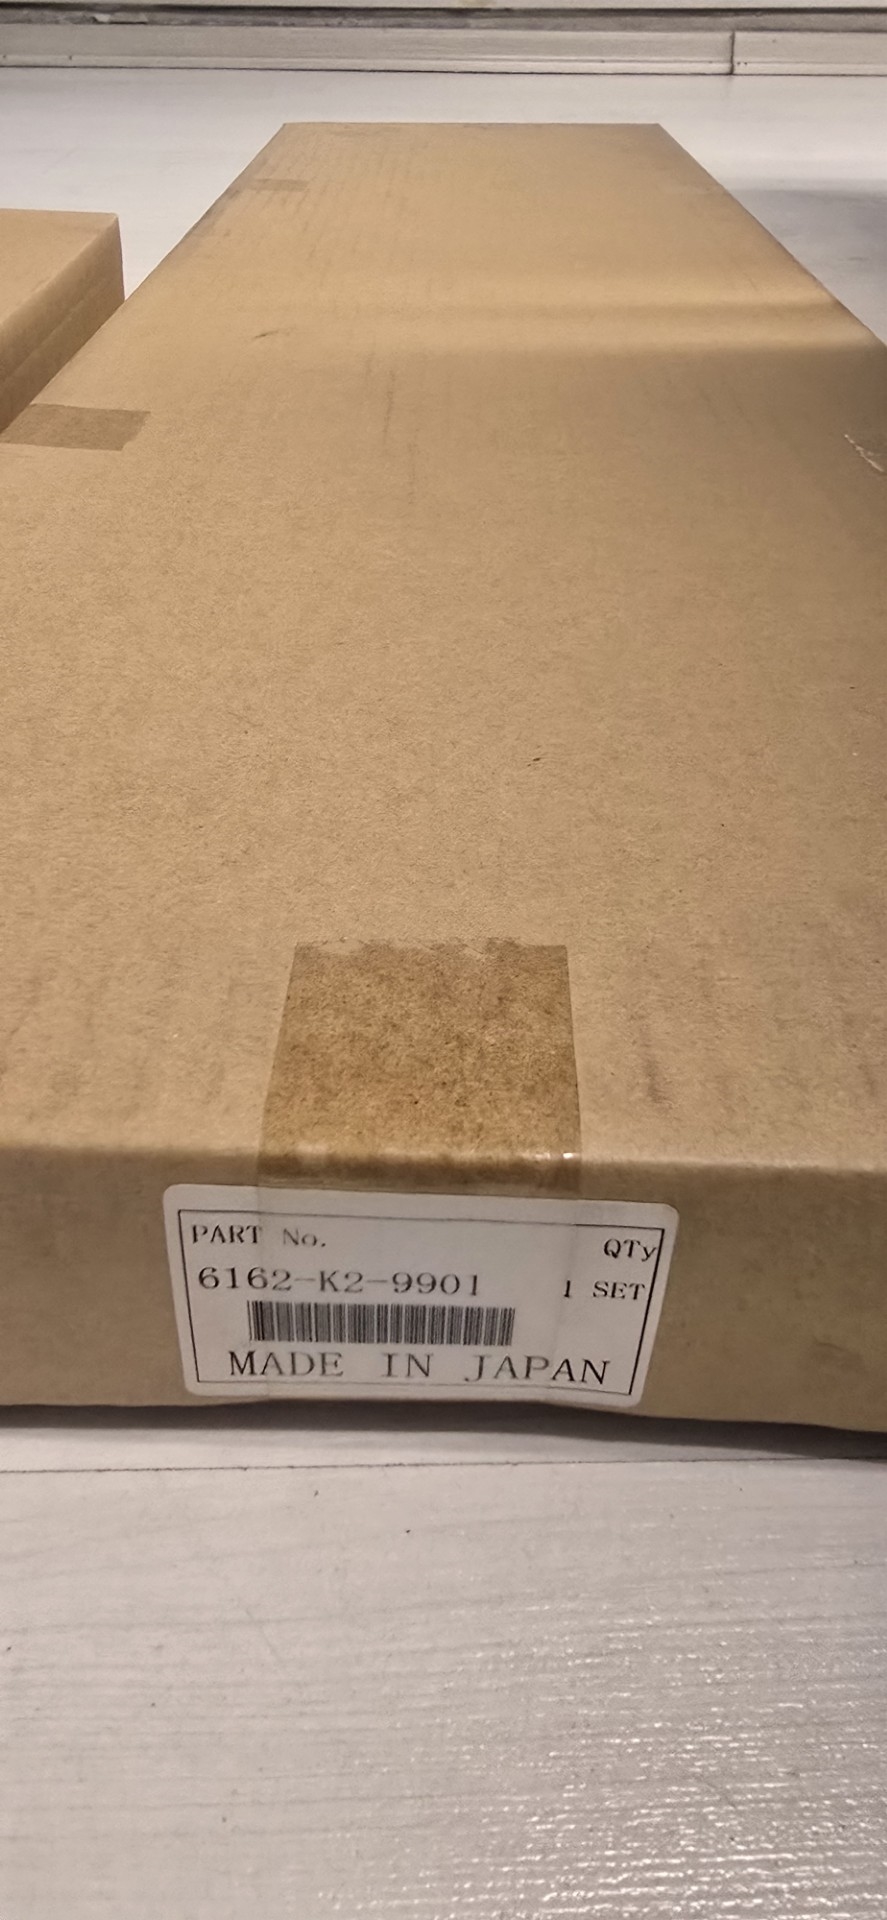 PART No. QTy
6162-K2-9901 1 SET
MADE IN JAPAN